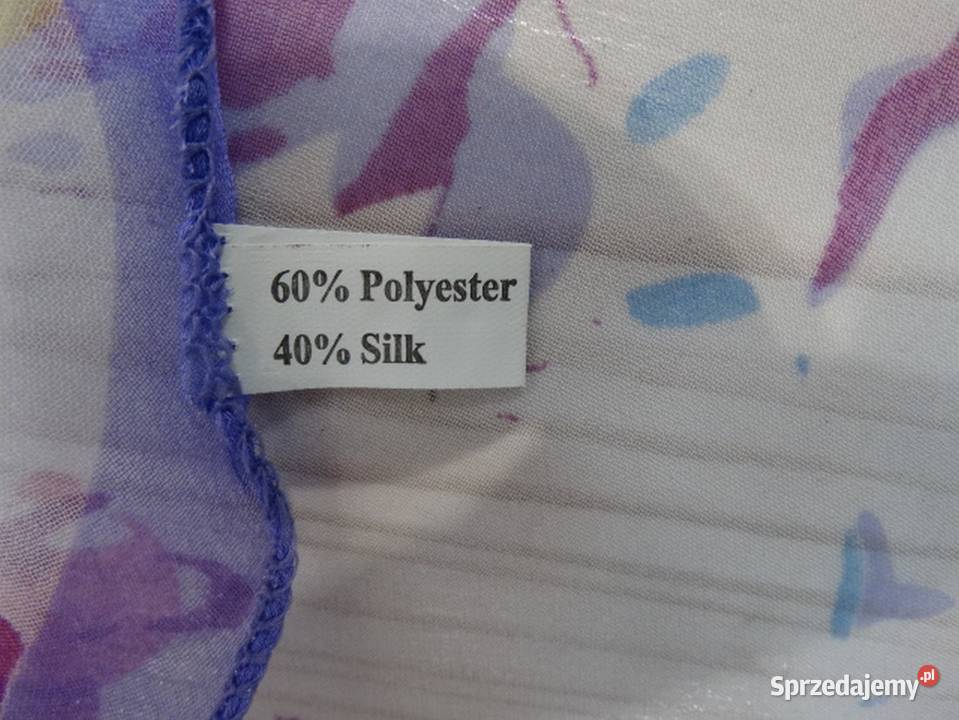 60% Polyester
40% Silk
Sprzedajemy.pl